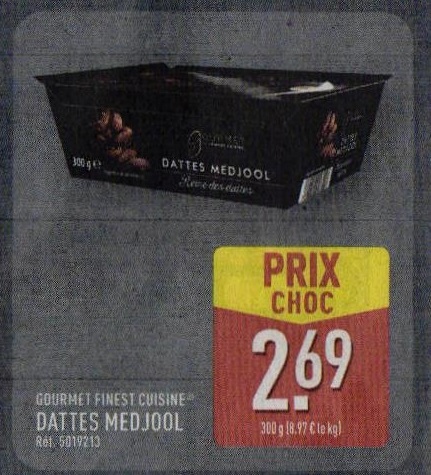 300 g e
GOURMET
DATTES MEDJOOL
Reine des dattes
PRIX
CHOC
2.69
300 g (8.97 € le kg)
GOURMET FINEST CUISINE
DATTES MEDJOOL
Réf. 5019213